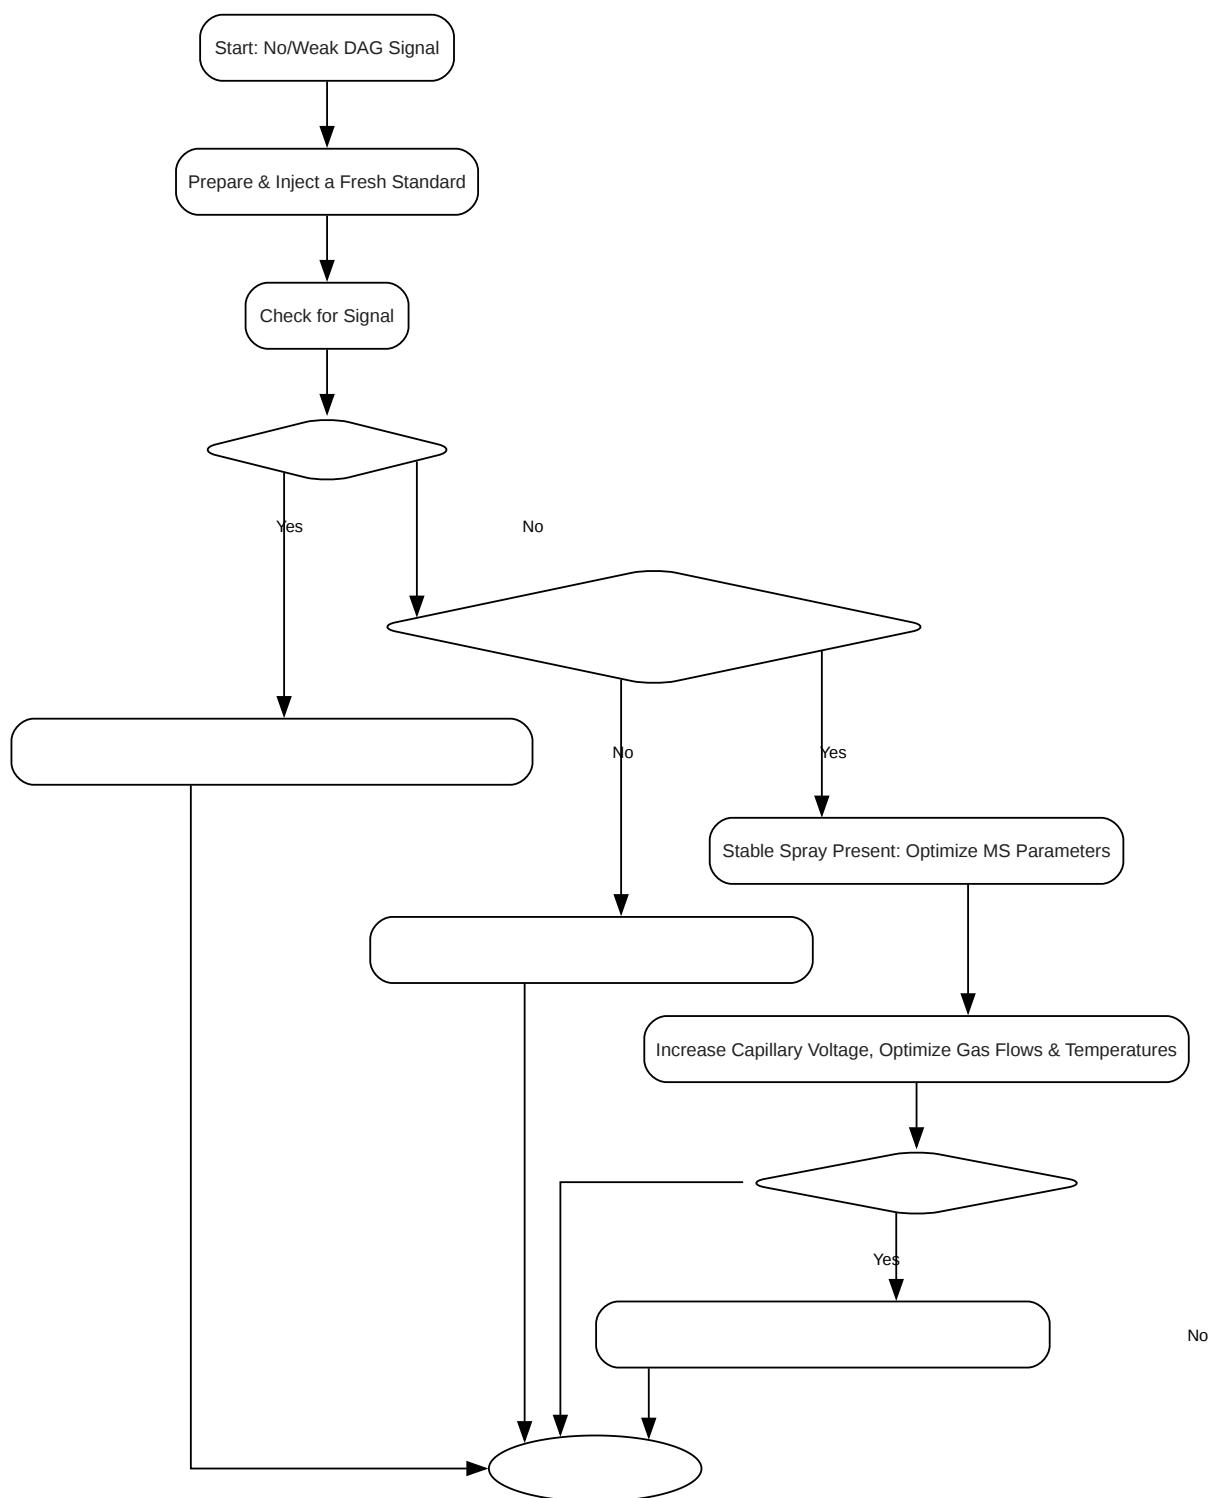 Start: No/Weak DAG Signal
Prepare & Inject a Fresh Standard
Check for Signal
Yes
No
No
Yes
Stable Spray Present: Optimize MS Parameters
Increase Capillary Voltage, Optimize Gas Flows & Temperatures
Yes
No